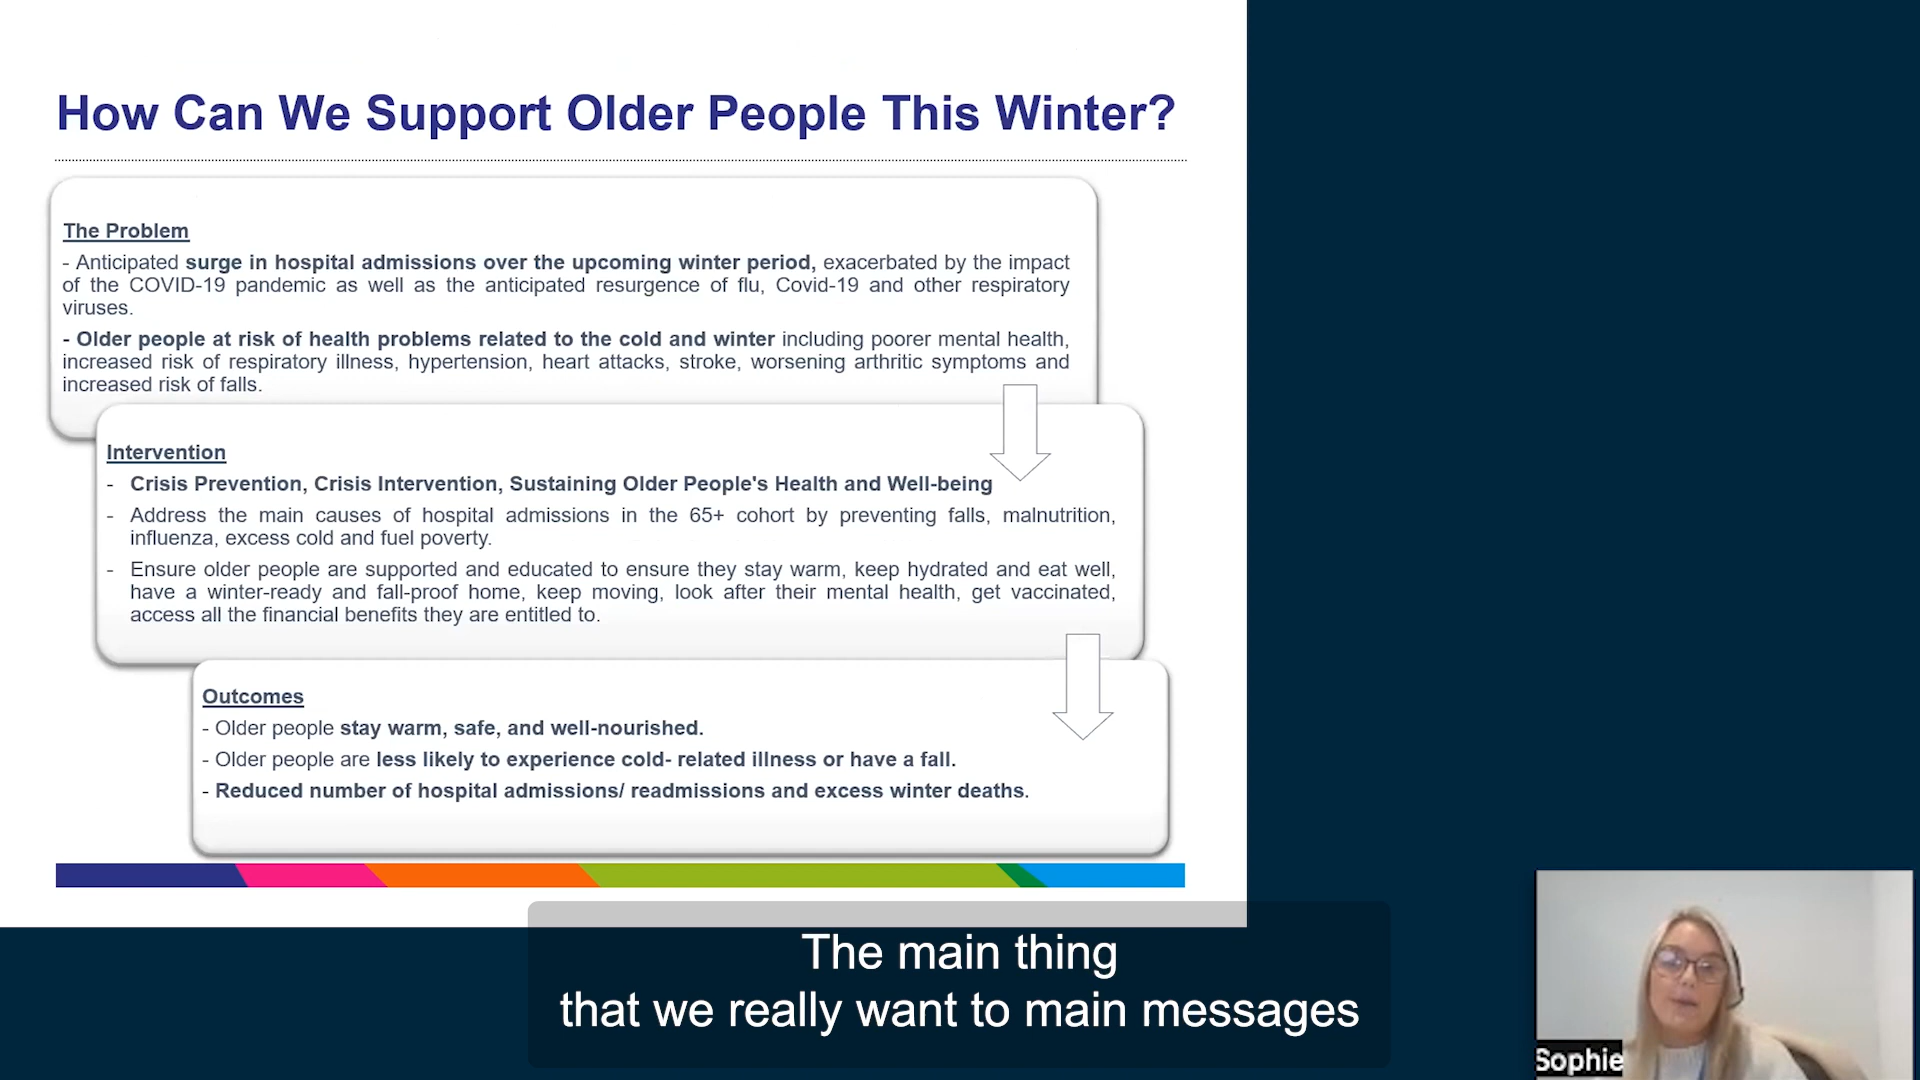 How Can We Support Older People This Winter?
The Problem
- Anticipated surge in hospital admissions over the upcoming winter period, exacerbated by the impact
of the COVID-19 pandemic as well as the anticipated resurgence of flu, Covid-19 and other respiratory
viruses.
- Older people at risk of health problems related to the cold and winter including poorer mental health,
increased risk of respiratory illness, hypertension, heart attacks, stroke, worsening arthritic symptoms and
increased risk of falls.
Intervention
- Crisis Prevention, Crisis Intervention, Sustaining Older People's Health and Well-being
- Address the main causes of hospital admissions in the 65+ cohort by preventing falls, malnutrition,
influenza, excess cold and fuel poverty.
- Ensure older people are supported and educated to ensure they stay warm, keep hydrated and eat well,
have a winter-ready and fall-proof home, keep moving, look after their mental health, get vaccinated,
access all the financial benefits they are entitled to.
Outcomes
- Older people stay warm, safe, and well-nourished.
- Older people are less likely to experience cold- related illness or have a fall.
- Reduced number of hospital admissions/ readmissions and excess winter deaths.
The main thing
that we really want to main messages
Sophie